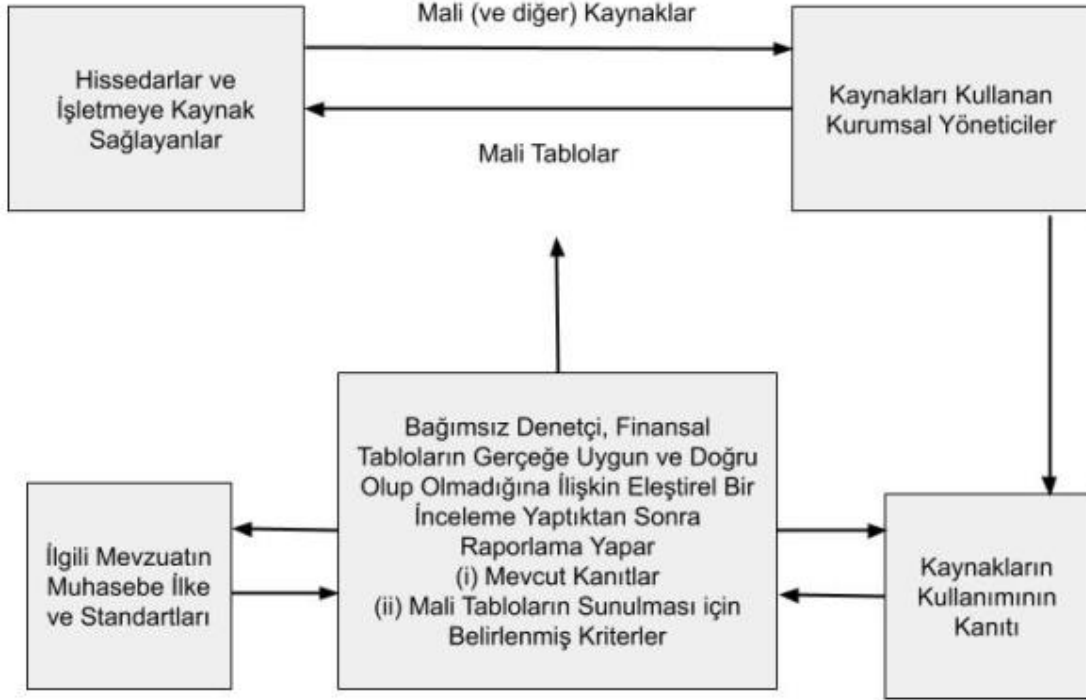 Mali (ve diğer) Kaynaklar
Hissedarlar ve
İşletmeye Kaynak
Sağlayanlar
Kaynakları Kullanan
Kurumsal Yöneticiler
Mali Tablolar
Bağımsız Denetçi, Finansal
Tabloların Gerçeğe Uygun ve Doğru
Olup Olmadığına İlişkin Eleştirel Bir
İnceleme Yaptıktan Sonra
Raporlama Yapar
(i) Mevcut Kanıtlar
(ii) Mali Tabloların Sunulması için
Belirlenmiş Kriterler
İlgili Mevzuatın
Muhasebe İlke
ve Standartları
Kaynakların
Kullanımının
Kanıtı